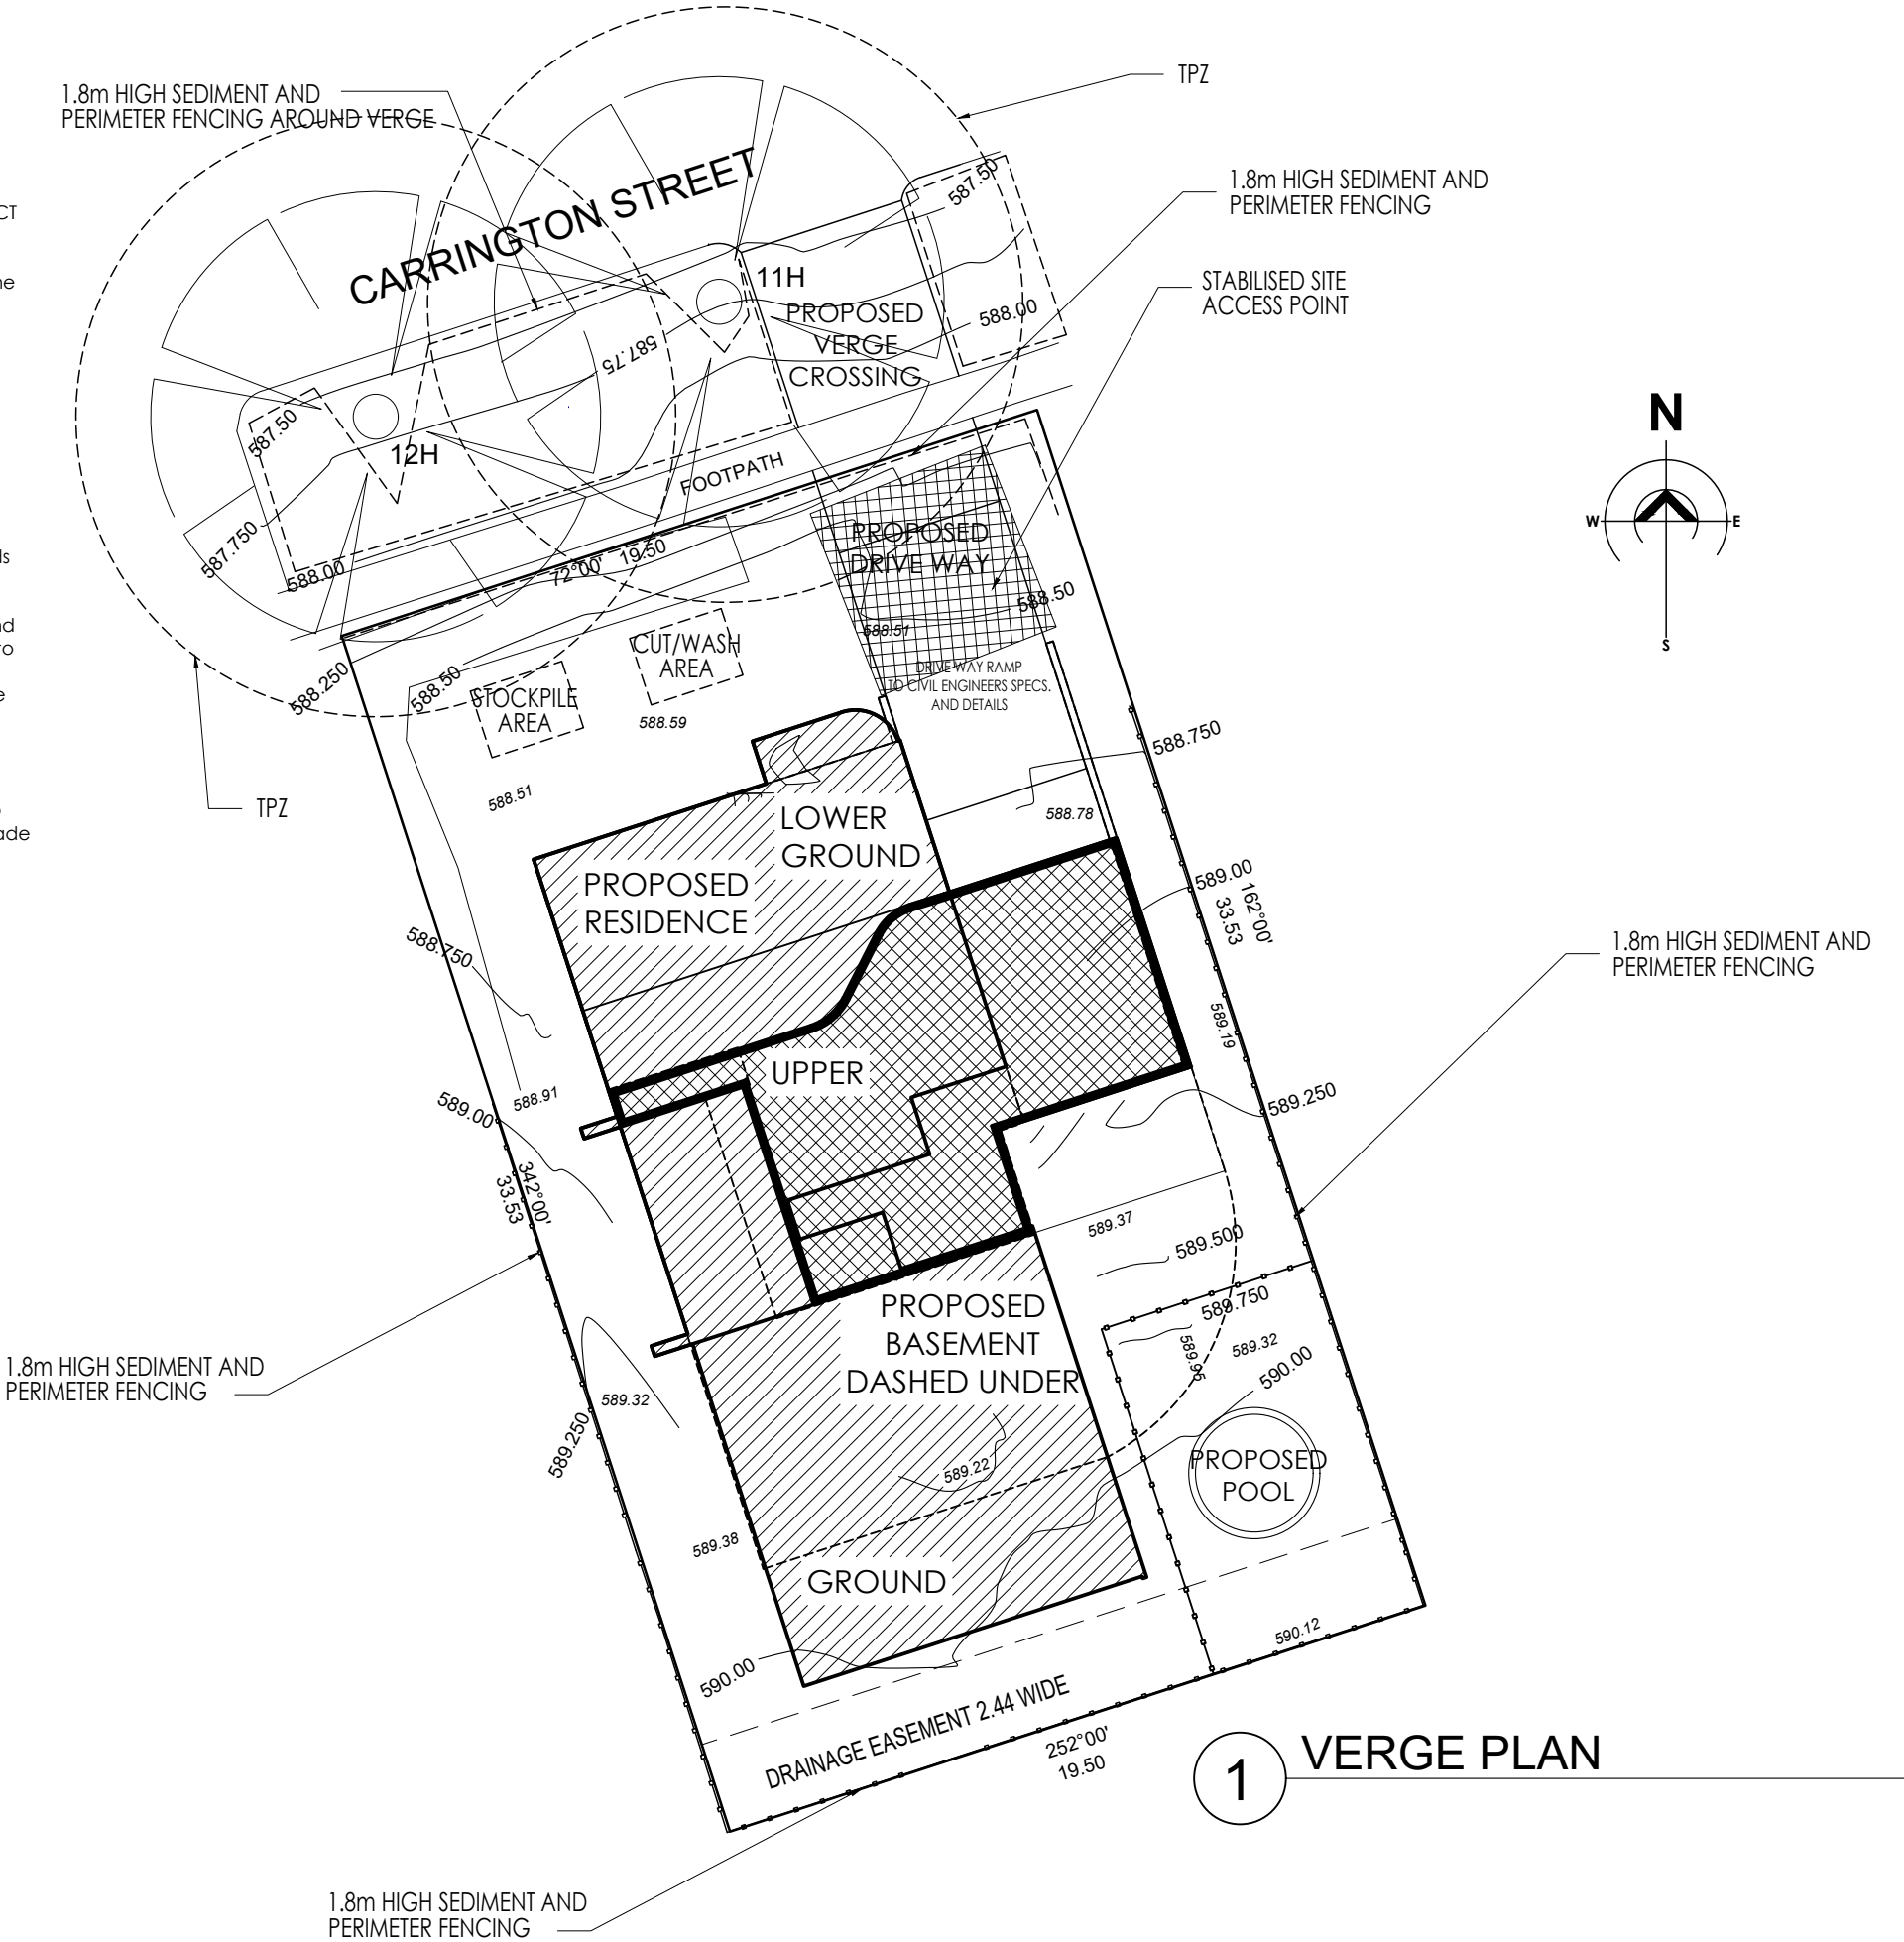 TPZ
1.8m HIGH SEDIMENT AND
PERIMETER FENCING AROUND VERGE
CARRINGTON STREET
1.8m HIGH SEDIMENT AND
PERIMETER FENCING
CT
587.50
11H
STABILISED SITE
ACCESS POINT
PROPOSED
VERGE
CROSSING
588.00
587.75
587.50
12H
N
W
E
S
FOOTPATH
587.750
588.00
72°00' 19.50
PROPOSED
DRIVE WAY
588.50
588.51
nd
588.250
588.50
CUT/WASH
AREA
STOCKPILE
AREA
588.59
DRIVE WAY RAMP
TO CIVIL ENGINEERS SPECS.
AND DETAILS
588.750
588.51
TPZ
588.78
LOWER
GROUND
PROPOSED
RESIDENCE
589.00
162°00'
33.53
588.750
1.8m HIGH SEDIMENT AND
PERIMETER FENCING
589.19
UPPER
588.91
589.00
589.250
342°00'
33.53
589.37
589.500
PROPOSED
BASEMENT
DASHED UNDER
589.750
589.95
589.32
590.00
1.8m HIGH SEDIMENT AND
PERIMETER FENCING
589.32
589.250
589.22
PROPOSED
POOL
589.38
GROUND
590.12
590.00
DRAINAGE EASEMENT 2.44 WIDE
252°00'
19.50
1
VERGE PLAN
1.8m HIGH SEDIMENT AND
PERIMETER FENCING